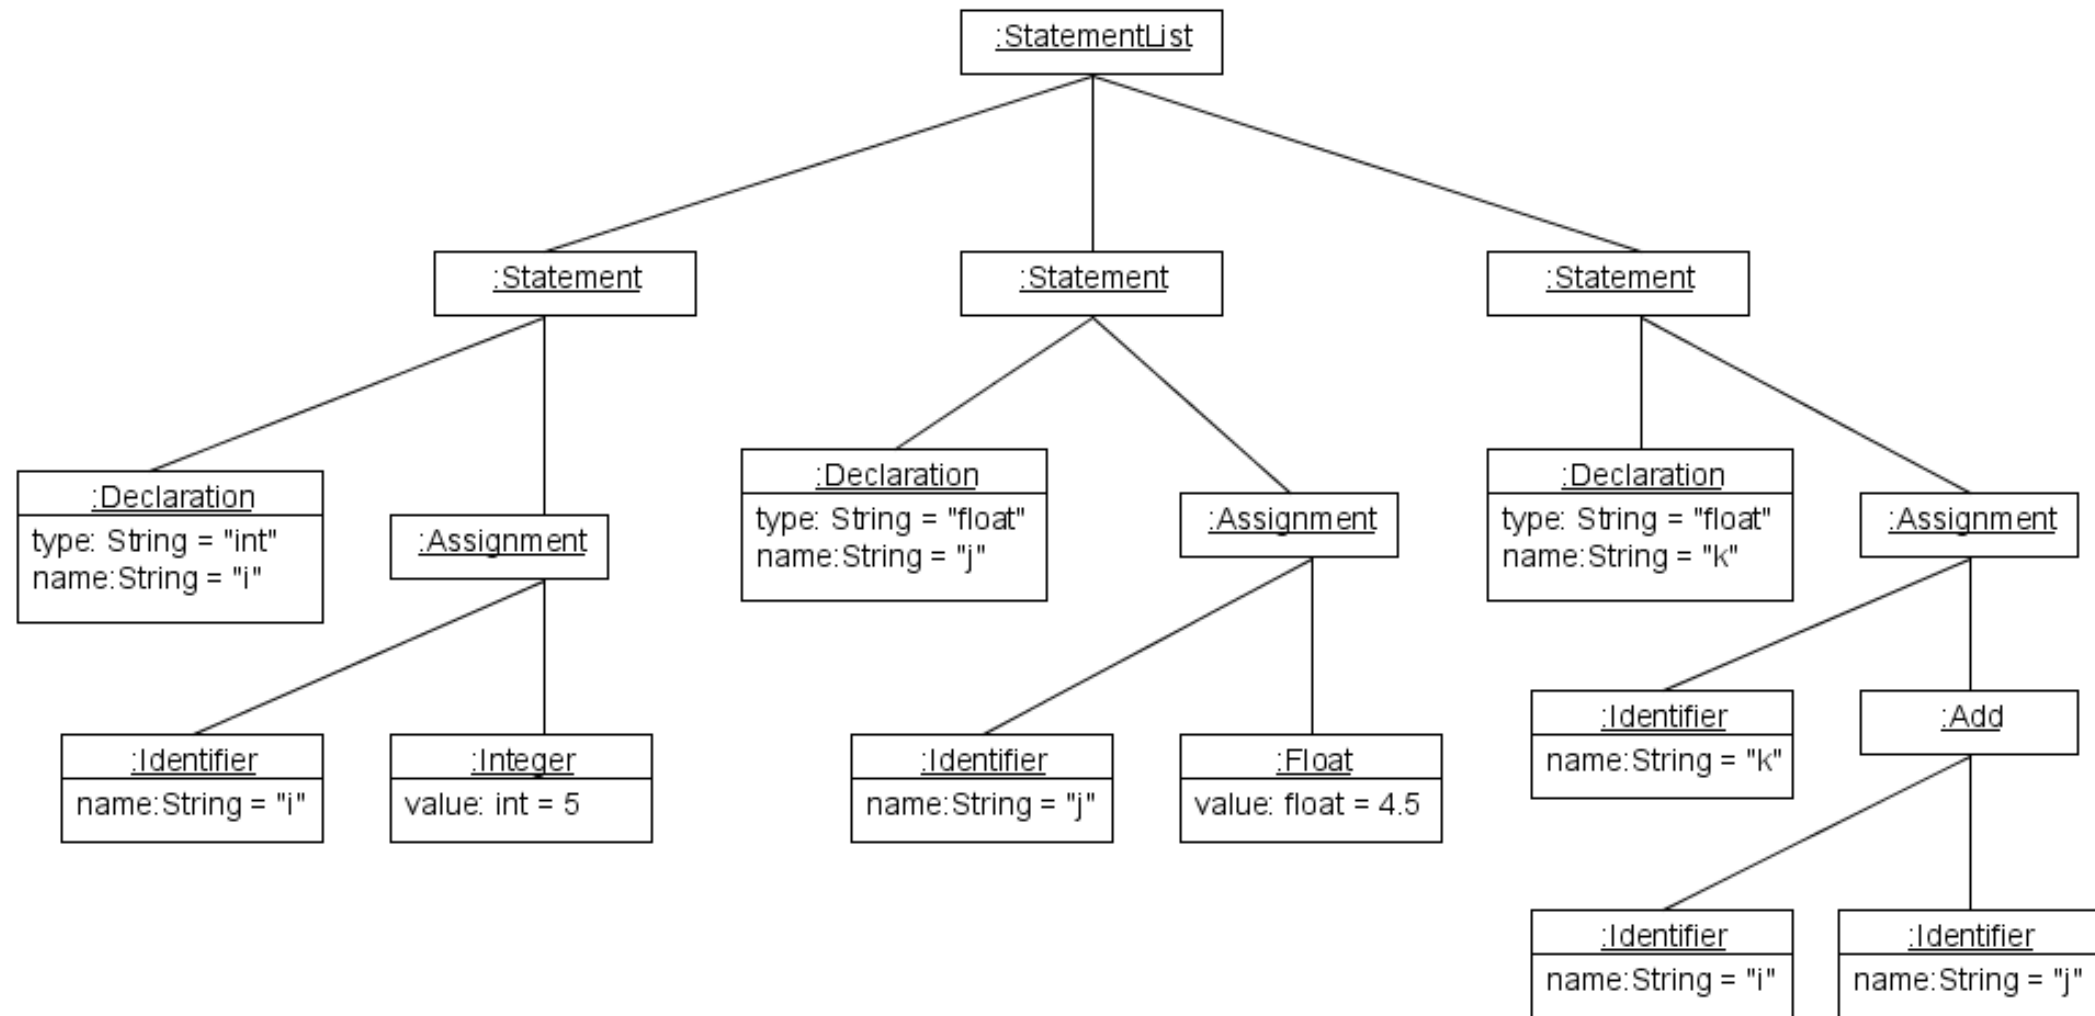 :StatementList
:Statement
:Statement
:Statement
:Declaration
type: String = "int"
name:String = "i"
:Assignment
:Declaration
type: String = "float"
name:String = "j"
:Assignment
:Declaration
type: String = "float"
name:String = "k"
:Assignment
:Identifier
name:String = "i"
:Integer
value: int = 5
:Identifier
name:String = "j"
:Float
value: float = 4.5
:Identifier
name:String = "k"
:Add
:Identifier
name:String = "i"
:Identifier
name:String = "j"